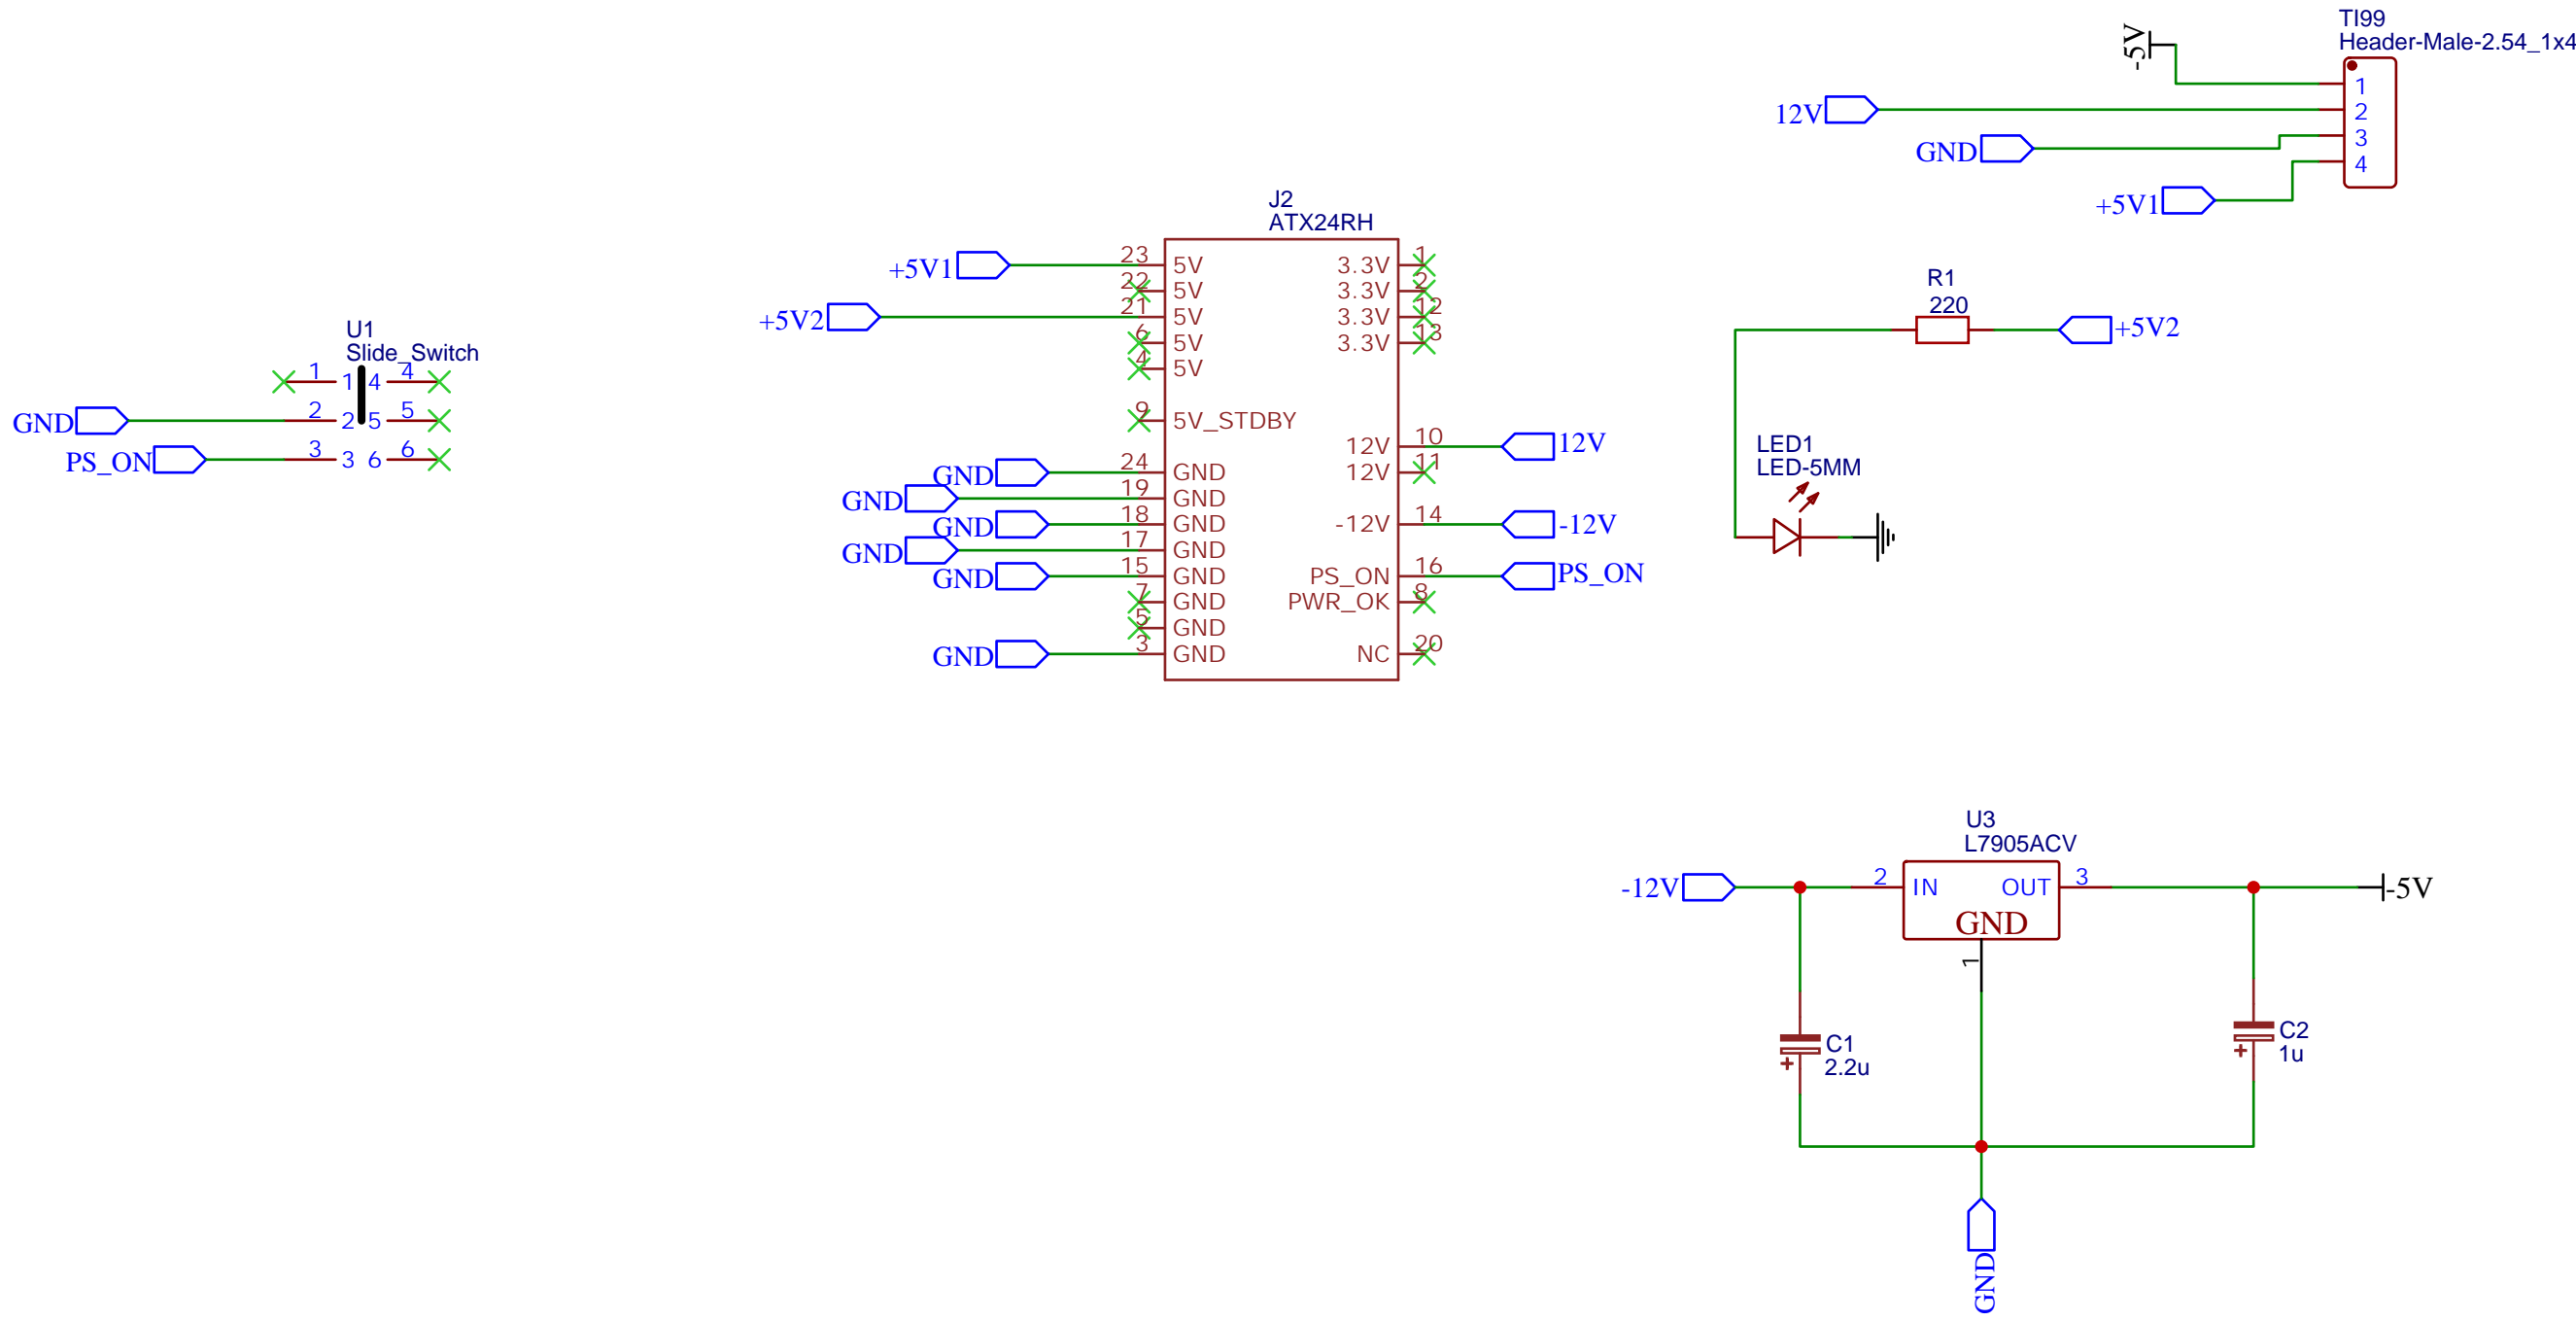 TI99
Header-Male-2.54_1x4
-5V
1
12V
2
GND
3
4
+5V1
J2
ATX24RH
+5V1
23
5V
3.3V
1
22
5V
3.3V
2
+5V2
21
5V
3.3V
12
6
5V
3.3V
13
4
5V
9
5V_STDBY
12V
10
12V
GND
24
GND
12V
11
GND
19
GND
GND
18
GND
-12V
14
-12V
GND
17
GND
GND
15
GND
PS_ON
16
PS_ON
7
GND
PWR_OK
8
5
GND
GND
3
GND
NC
20
U1
Slide_Switch
1
1
4
4
GND
2
2
5
5
PS_ON
3
3
6
6
R1
220
+5V2
LED1
LED-5MM
U3
L7905ACV
-12V
2
IN
OUT
3
-5V
GND
1
C1
2.2u
+
C2
1u
+
GND